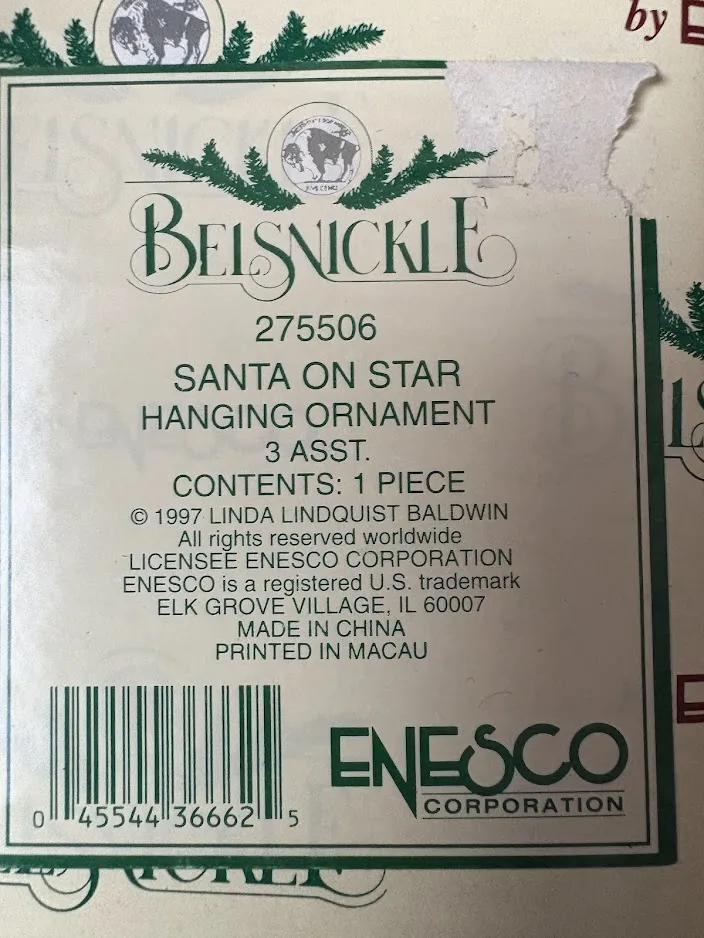 by
BELSNICKLE
275506
SANTA ON STAR
HANGING ORNAMENT
3 ASST.
CONTENTS: 1 PIECE
© 1997 LINDA LINDQUIST BALDWIN
All rights reserved worldwide
LICENSEE ENESCO CORPORATION
ENESCO is a registered U.S. trademark
ELK GROVE VILLAGE, IL 60007
MADE IN CHINA
PRINTED IN MACAU
0 45544 36662 5
ENESCO
CORPORATION